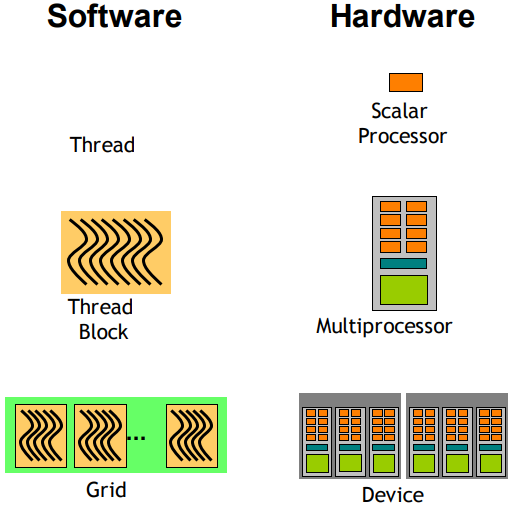 Software
Hardware
Scalar
Processor
Thread
Thread
Block
Multiprocessor
...
Grid
Device